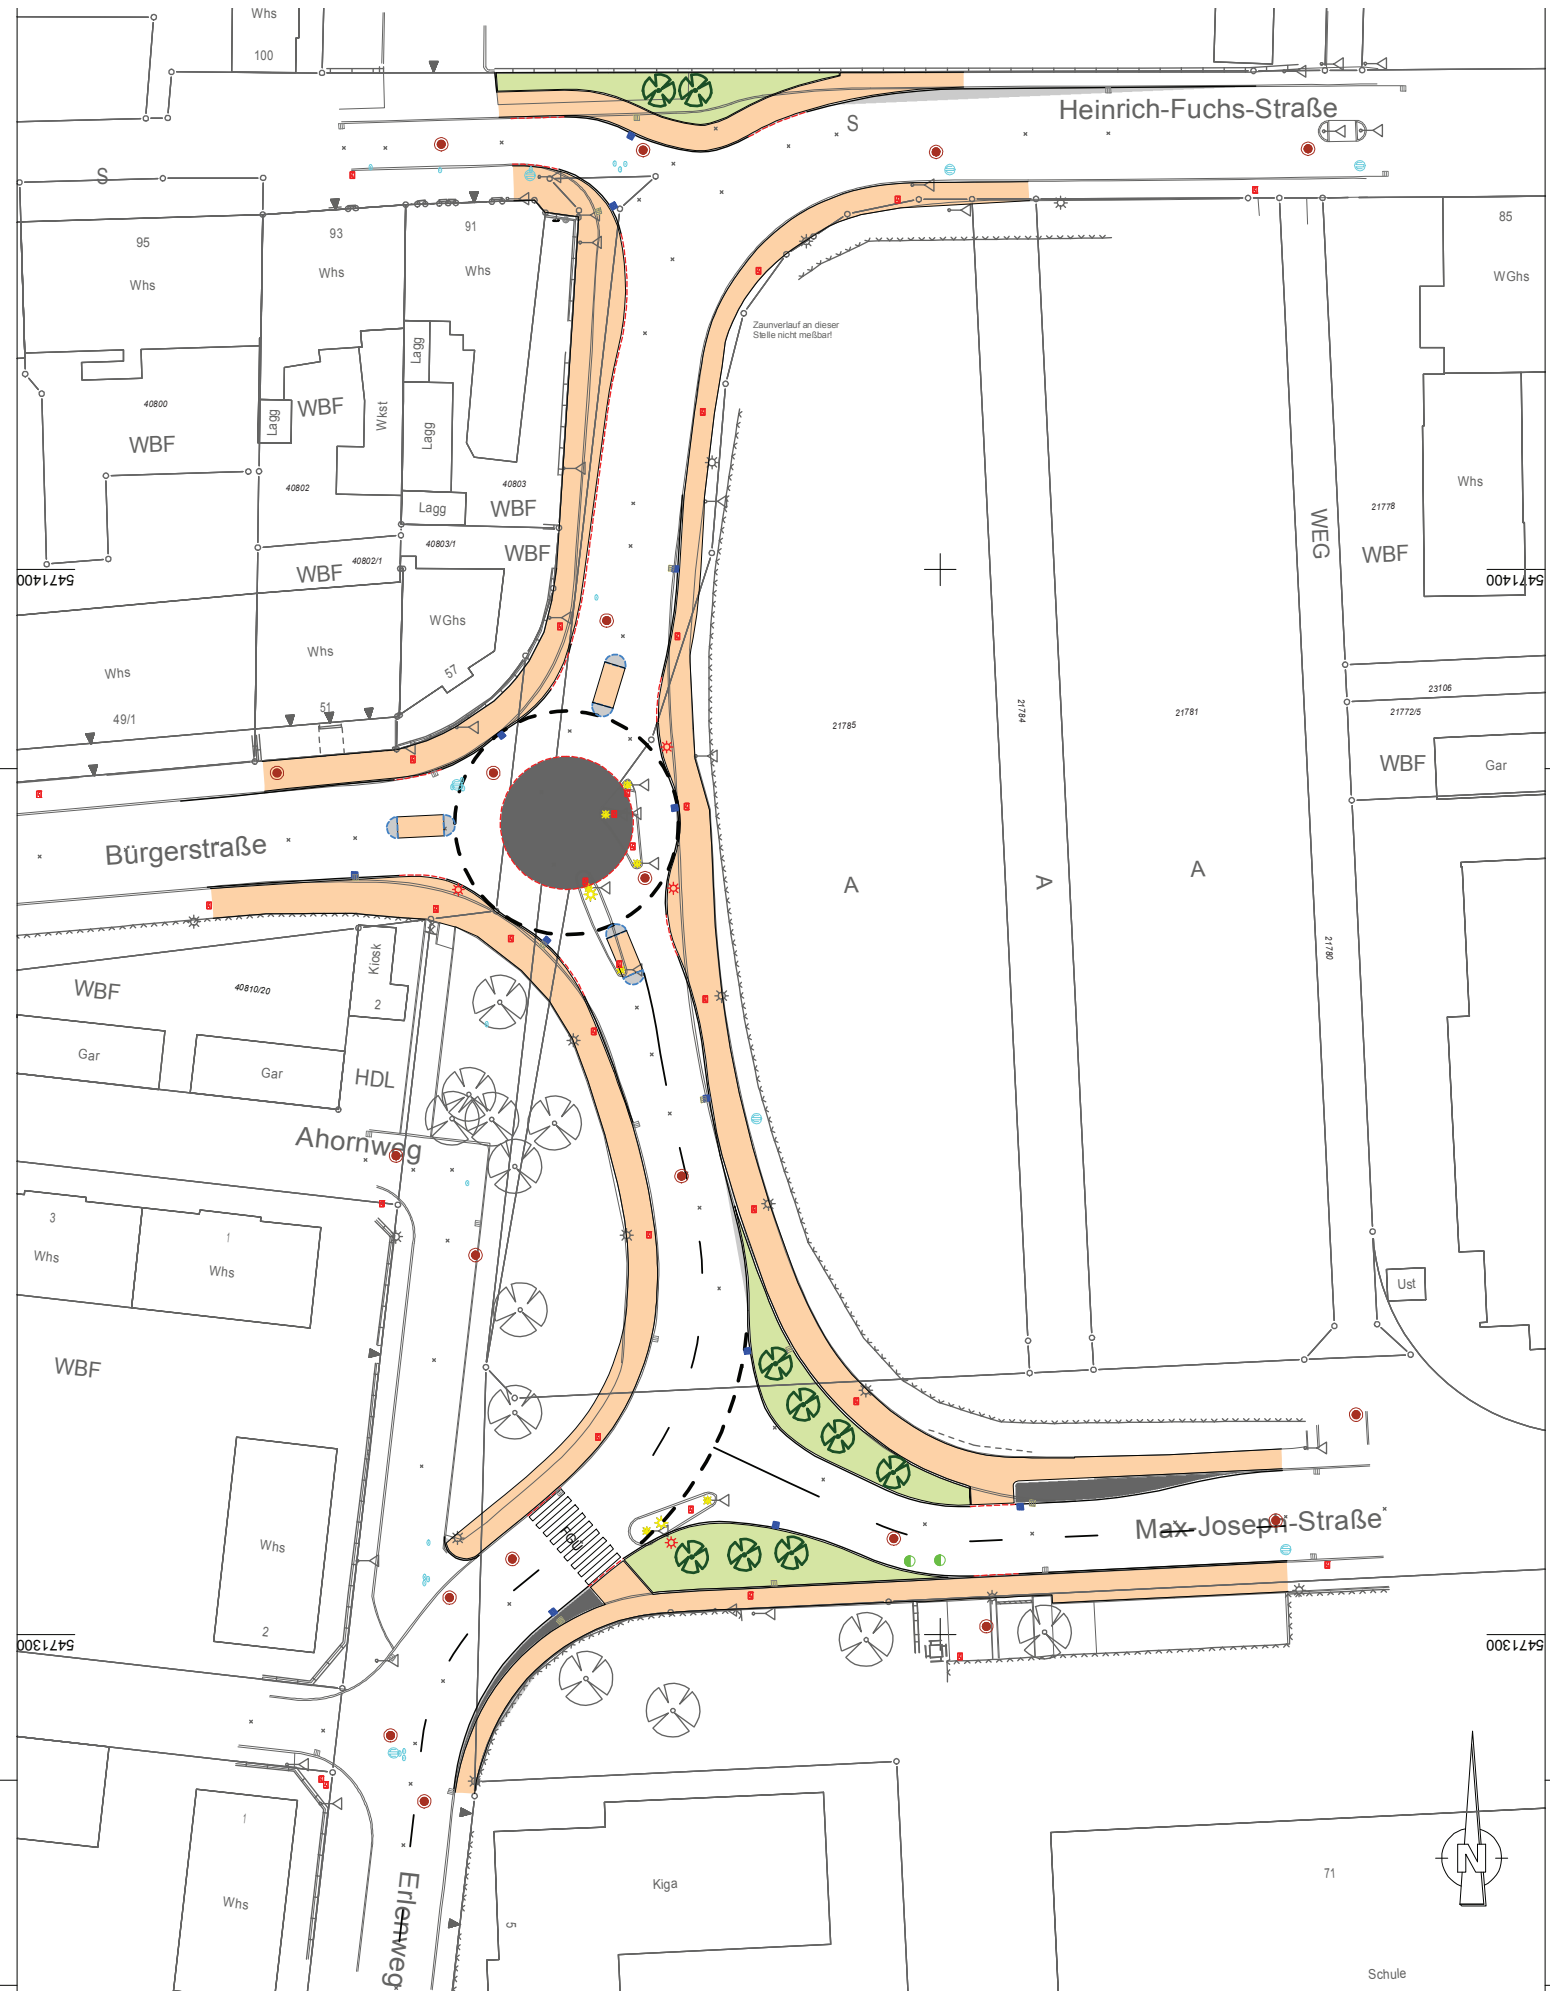 Whs
100
Heinrich-Fuchs-Straße
S
S
95
93
91
85
Whs
Whs
Whs
WGhs
Zaunverlauf an dieser
Stelle nicht meßbar!
Lagg
Lagg
Wkst
Lagg
Lagg
40800
WBF
WBF
40802
40803
WBF
40803/1
WBF
40802/1
WBF
Whs
21778
WBF
WEG
5471400
5471400
WGhs
57
Whs
Whs
51
49/1
21785
21784
21781
23106
21772/5
WBF
Gar
Bürgerstraße
A
A
A
21780
Kiosk
2
WBF
40810/20
Gar
Gar
HDL
Ahornweg
3
Whs
1
Whs
Ust
WBF
FGÜ
Max-Joseph-Straße
Whs
2
5471300
5471300
N
1
Whs
Erlenweg
Kiga
5
71
Schule